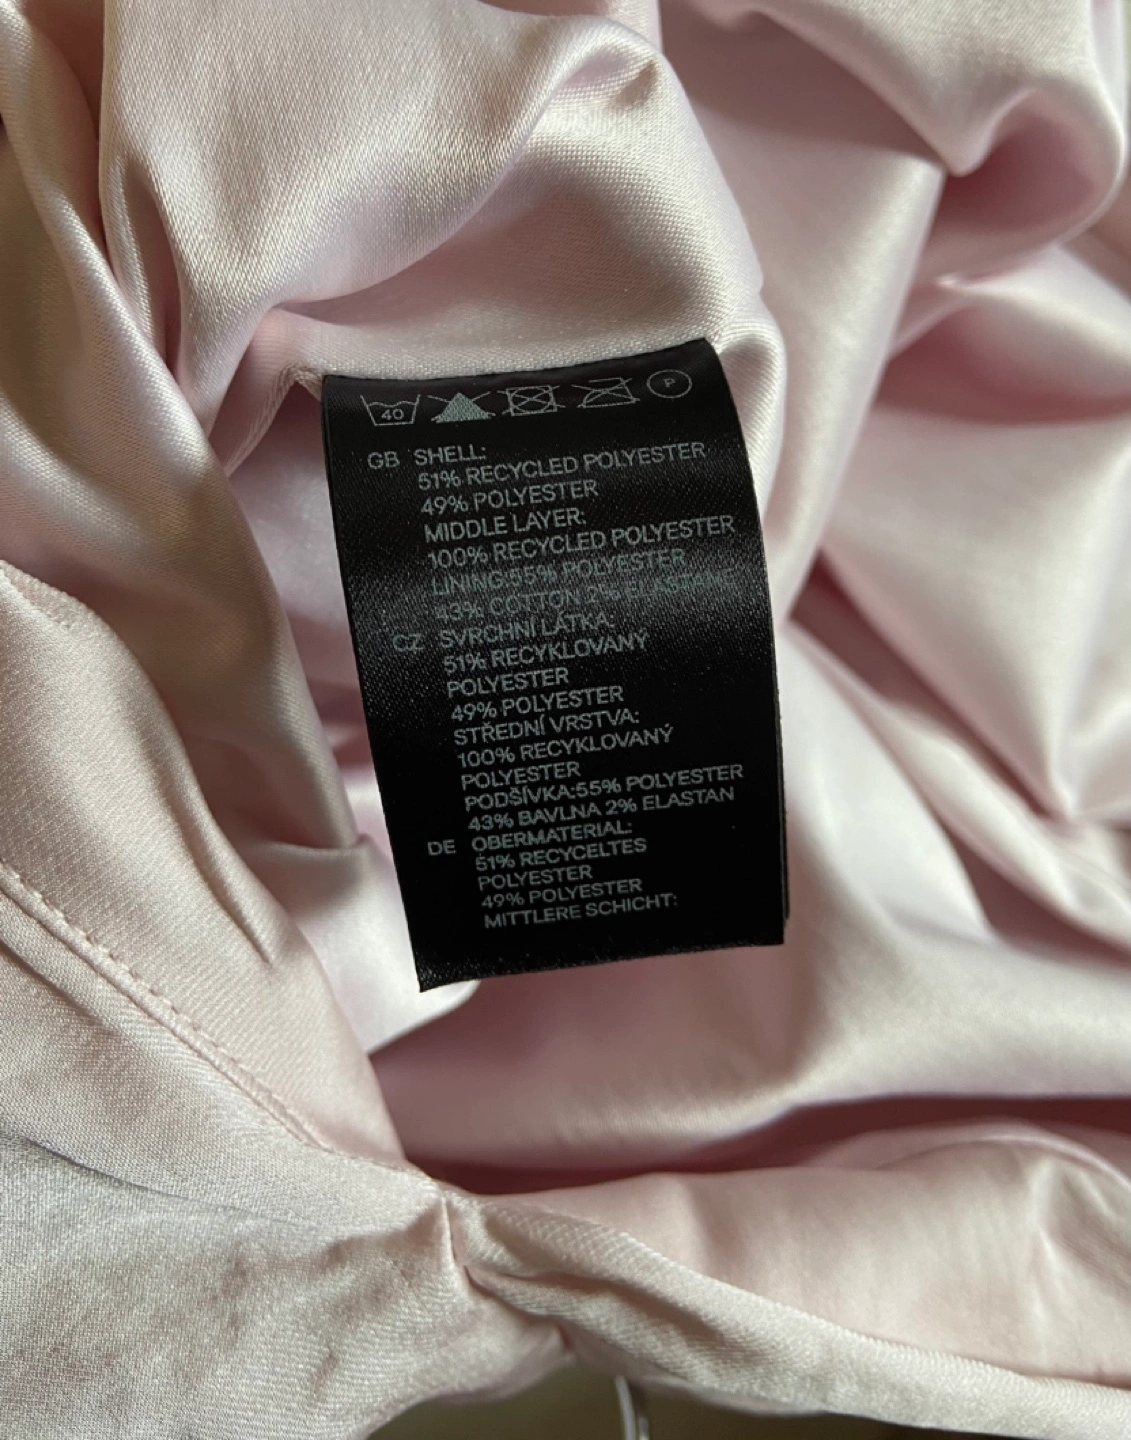 40 P
GB SHELL:
51% RECYCLED POLYESTER
49% POLYESTER
MIDDLE LAYER:
100% RECYCLED POLYESTER
LINING:55% POLYESTER
43% COTTON 2% ELASTANE
CZ SVRCHNÍ LÁTKA:
51% RECYKLOVANÝ
POLYESTER
49% POLYESTER
STŘEDNÍ VRSTVA:
100% RECYKLOVANÝ
POLYESTER
PODŠÍVKA:55% POLYESTER
43% BAVLNA 2% ELASTAN
DE OBERMATERIAL:
51% RECYCELTES
POLYESTER
49% POLYESTER
MITTLERE SCHICHT: